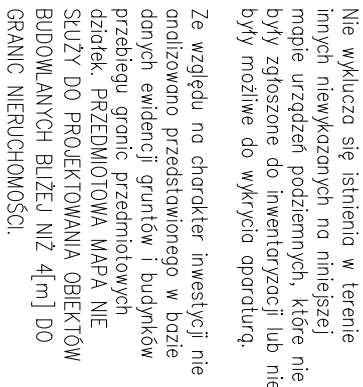 Nie wyklucza się istnienia w terenie
innych niewykazanych na niniejszej
mapie urządzeń podziemnych, które nie
były zgłoszone do inwentaryzacji lub nie
były możliwe do wykrycia aparaturą.
Ze względu na charakter inwestycji nie
analizowano przedstawionego w bazie
danych ewidencji gruntów i budynków
przebiegu granic przedmiotowych
działek. PRZEDMIOTOWA MAPA NIE
SŁUŻY DO PROJEKTOWANIA OBIEKTÓW
BUDOWLANYCH BLIŻEJ NIŻ 4[m] DO
GRANIC NIERUCHOMOŚCI.